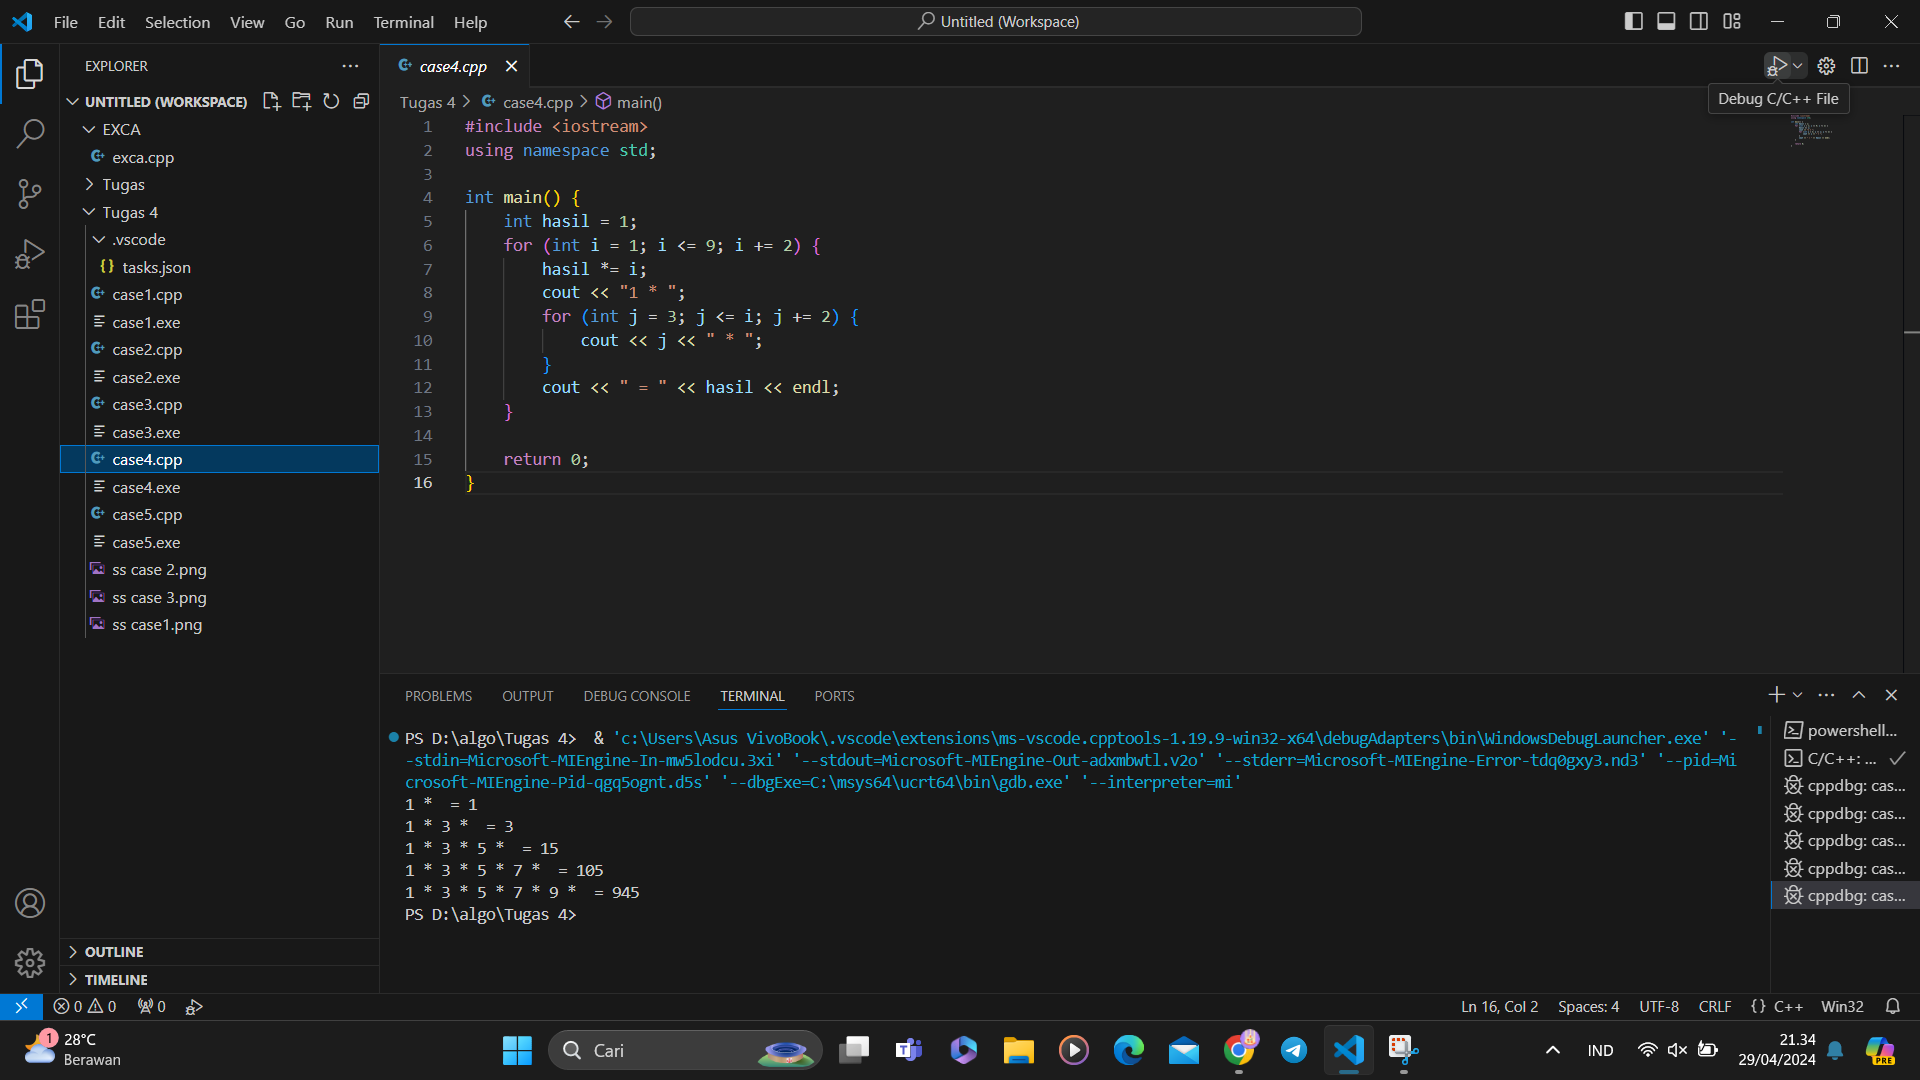 File Edit Selection View Go Run Terminal Help
Untitled (Workspace)
EXPLORER
UNTITLED (WORKSPACE)
EXCA
exca.cpp
Tugas
Tugas 4
.vscode
tasks.json
case1.cpp
case1.exe
case2.cpp
case2.exe
case3.cpp
case3.exe
case4.cpp
case4.exe
case5.cpp
case5.exe
ss case 2.png
ss case 3.png
ss case1.png
OUTLINE
TIMELINE
case4.cpp
Debug C/C++ File
Tugas 4 > case4.cpp > main()
1 #include <iostream>
2 using namespace std;
3
4 int main() {
5     int hasil = 1;
6     for (int i = 1; i <= 9; i += 2) {
7         hasil *= i;
8         cout << "1 * ";
9         for (int j = 3; j <= i; j += 2) {
10             cout << j << " * ";
11         }
12         cout << " = " << hasil << endl;
13     }
14
15     return 0;
16 }
PROBLEMS OUTPUT DEBUG CONSOLE TERMINAL PORTS
PS D:\algo\Tugas 4>  & 'c:\Users\Asus VivoBook\.vscode\extensions\ms-vscode.cpptools-1.19.9-win32-x64\debugAdapters\bin\WindowsDebugLauncher.exe' '-
-stdin=Microsoft-MIEngine-In-mw5lodcu.3xi' '--stdout=Microsoft-MIEngine-Out-adxmbwtl.v2o' '--stderr=Microsoft-MIEngine-Error-tdq0gxy3.nd3' '--pid=Mi
crosoft-MIEngine-Pid-qgq5ognt.d5s' '--dbgExe=C:\msys64\ucrt64\bin\gdb.exe' '--interpreter=mi'
1 *  = 1
1 * 3 *  = 3
1 * 3 * 5 *  = 15
1 * 3 * 5 * 7 *  = 105
1 * 3 * 5 * 7 * 9 *  = 945
PS D:\algo\Tugas 4>
powershell...
C/C++: ...
cppdbg: cas...
cppdbg: cas...
cppdbg: cas...
cppdbg: cas...
cppdbg: cas...
0 0 0
Ln 16, Col 2 Spaces: 4 UTF-8 CRLF {} C++ Win32
1
28°C
Berawan
Cari
IND
21.34
29/04/2024
PRE